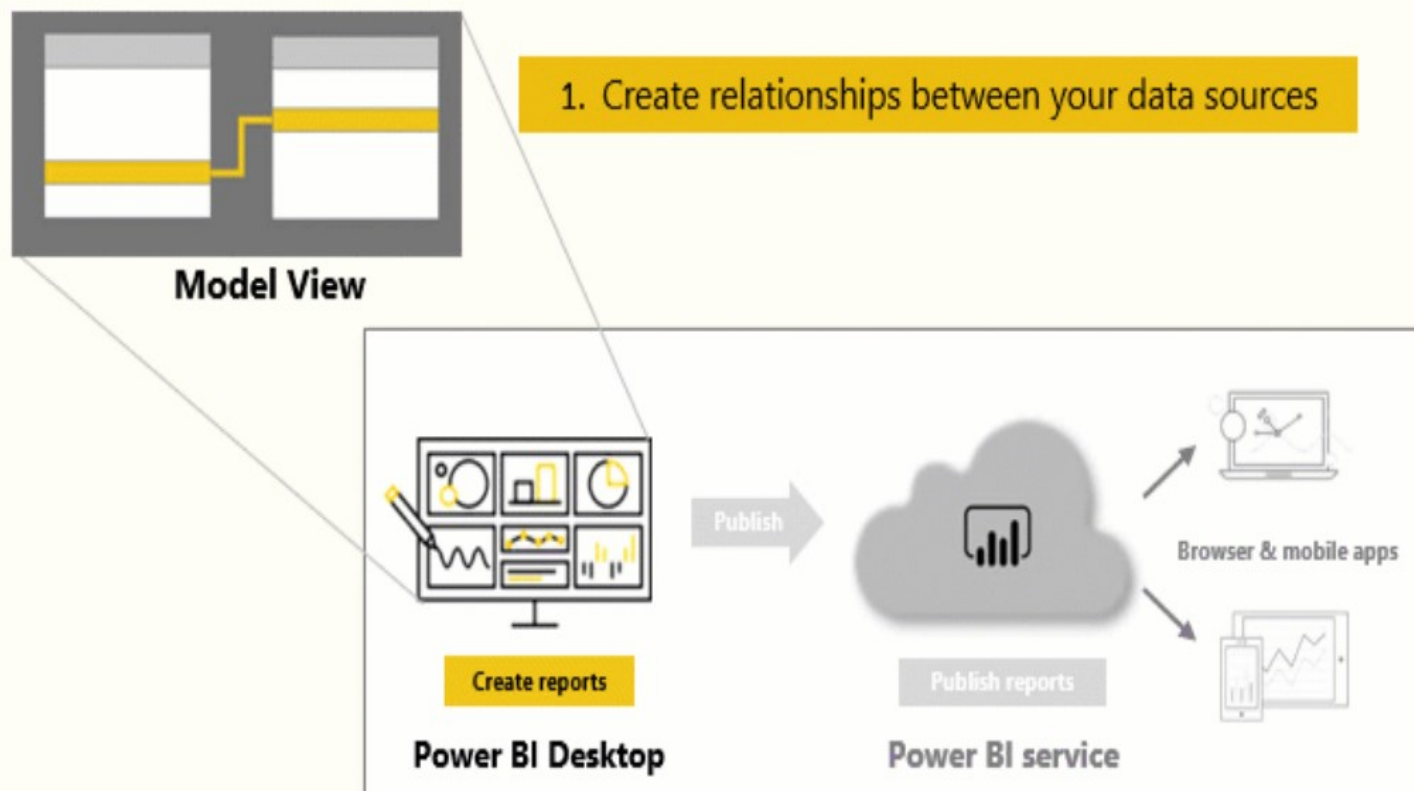 1. Create relationships between your data sources
Model View
Publish
Browser & mobile apps
Create reports
Publish reports
Power BI Desktop
Power BI service